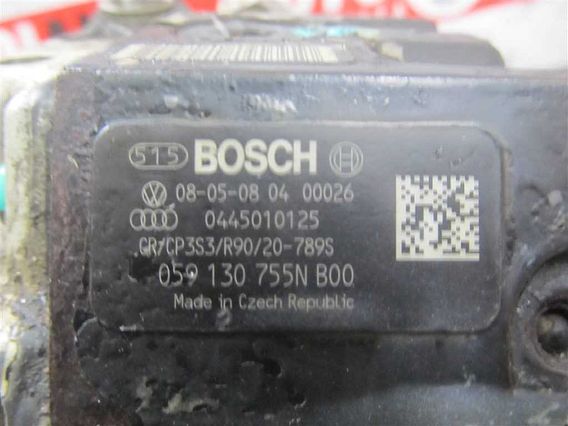 515 BOSCH
08-05-08 04 00026
0445010125
CR/CP3S3/R90/20-789S
059 130 755N B00
Made in Czech Republic